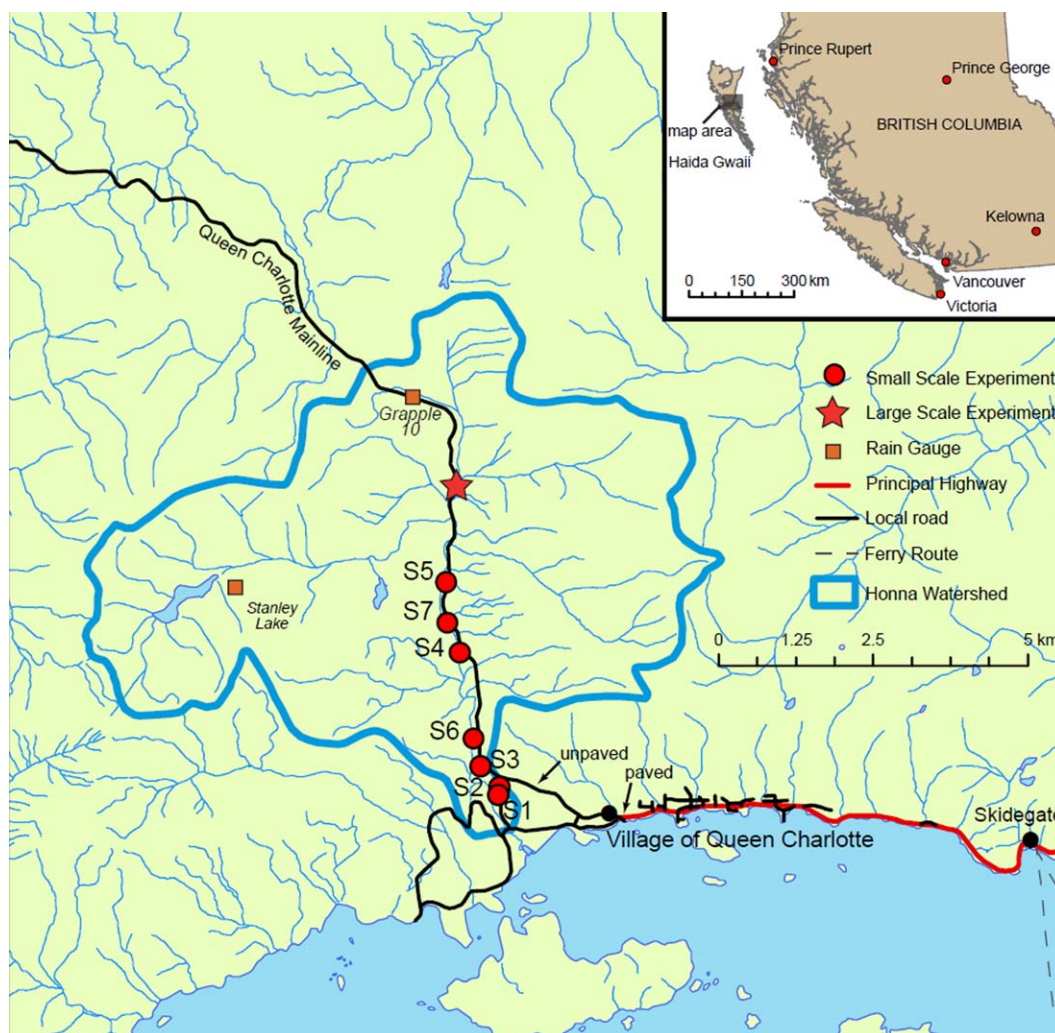 Prince Rupert
Prince George
map area
BRITISH COLUMBIA
Haida Gwaii
Kelowna
0 150 300 km
Vancouver
Victoria
Queen Charlotte
Mainline
Small Scale Experiment
Large Scale Experiment
Rain Gauge
Principal Highway
Local road
Ferry Route
Honna Watershed
Grapple
10
0 1.25 2.5 5 km
S5
S7
S4
Stanley
Lake
S6
S3
S2
S1
unpaved
paved
Village of Queen Charlotte
Skidegate